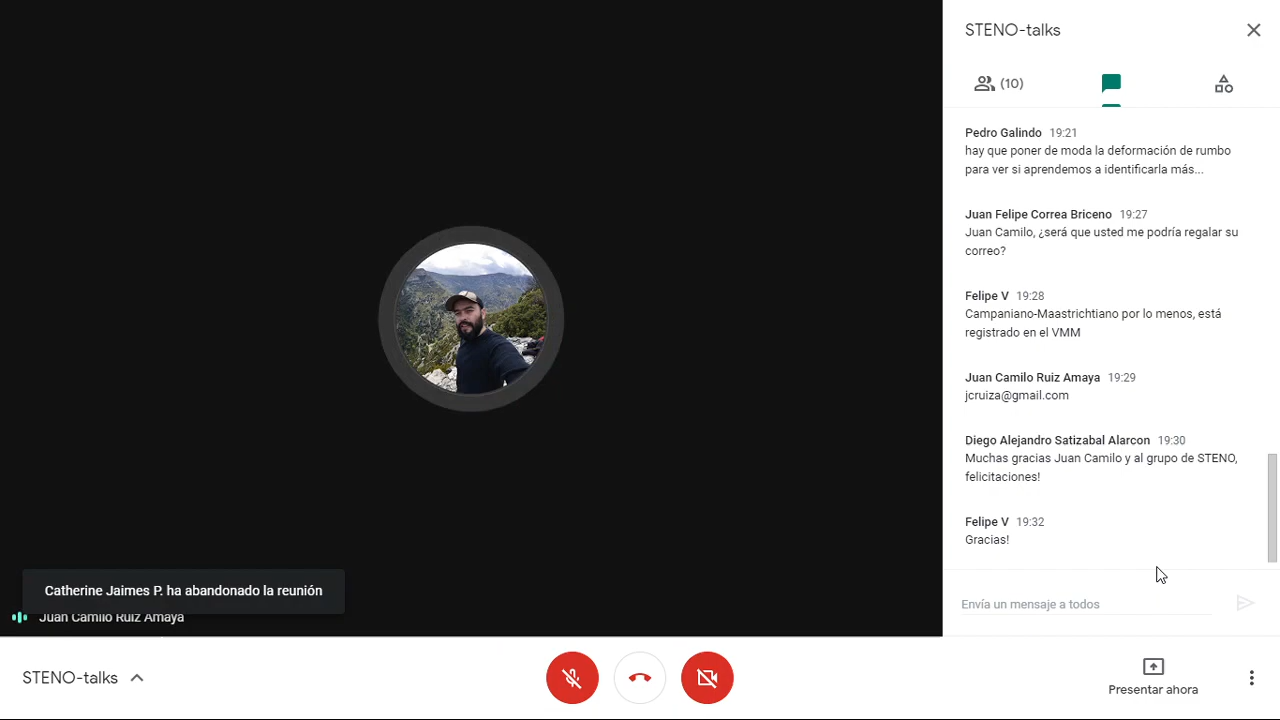 STENO-talks
(10)
Pedro Galindo 19:21
hay que poner de moda la deformación de rumbo
para ver si aprendemos a identificarla más...
Juan Felipe Correa Briceno 19:27
Juan Camilo, ¿será que usted me podría regalar su
correo?
Felipe V 19:28
Campaniano-Maastrichtiano por lo menos, está
registrado en el VMM
Juan Camilo Ruiz Amaya 19:29
jcruiza@gmail.com
Diego Alejandro Satizabal Alarcon 19:30
Muchas gracias Juan Camilo y al grupo de STENO,
felicitaciones!
Felipe V 19:32
Gracias!
Envía un mensaje a todos
Catherine Jaimes P. ha abandonado la reunión
Juan Camilo Ruiz Amaya
STENO-talks
Presentar ahora